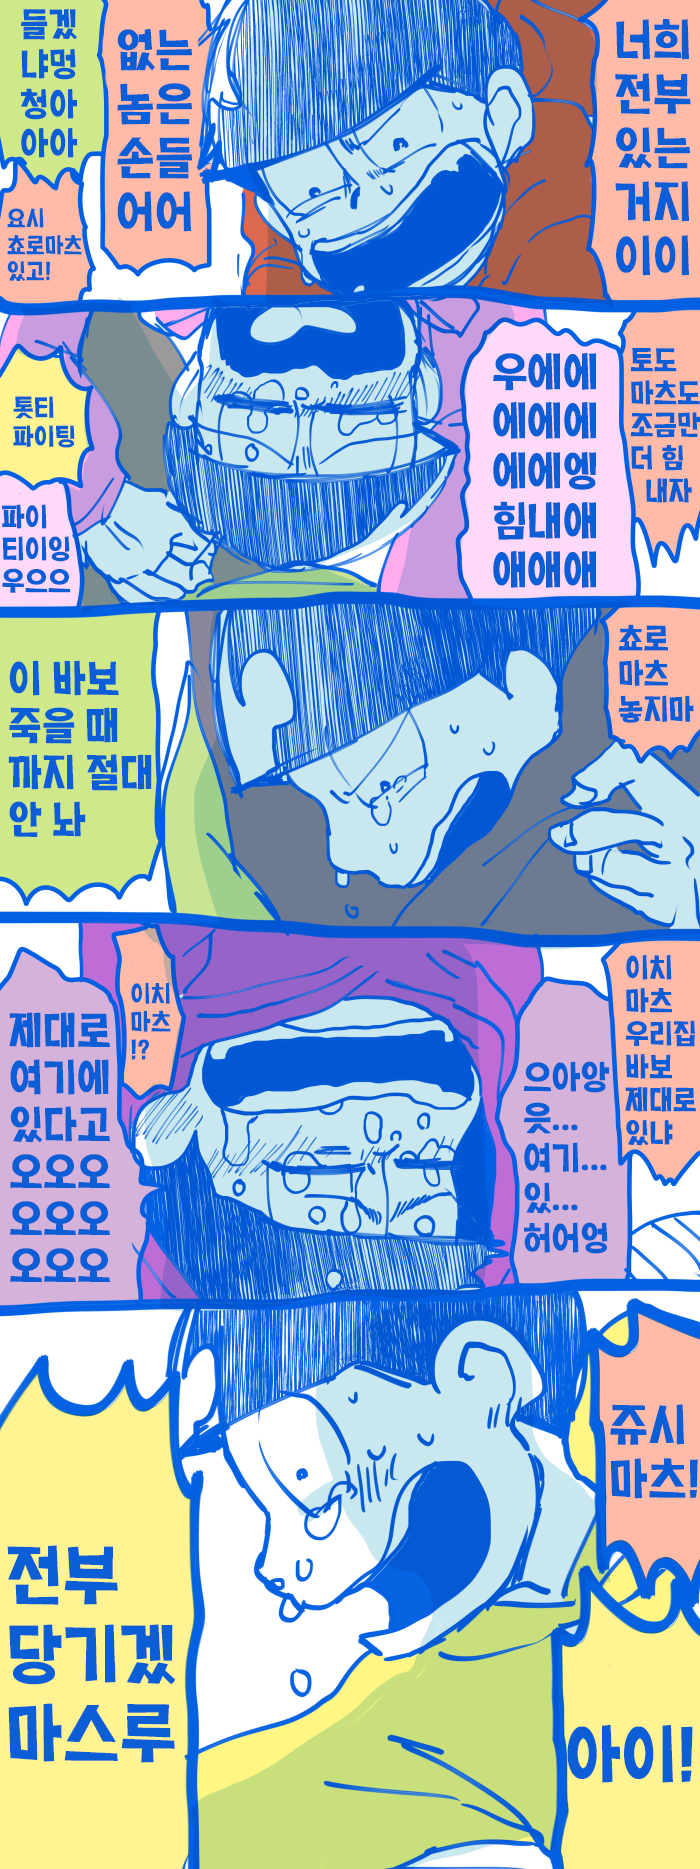 너희
전부
있는
거지
이이
없는
놈은
손들
어어
들겠
냐멍
청아
아아
요시
쵸로마츠
있고!
토도
마츠도
조금만
더 힘
내자
우에에
에에에
에에엥
힘내애
애애애
톳티
파이팅
파이
티이잉
우으으
쵸로
마츠
놓지마
이 바보
죽을 때
까지 절대
안 놔
이치
마츠
우리집
바보
제대로
있냐
으아앙
읏...
여기...
있...
허어엉
이치
마츠
!?
제대로
여기에
있다고
오오오
오오오
오오오
쥬시
마츠!
아이!
전부
당기겠
마스루